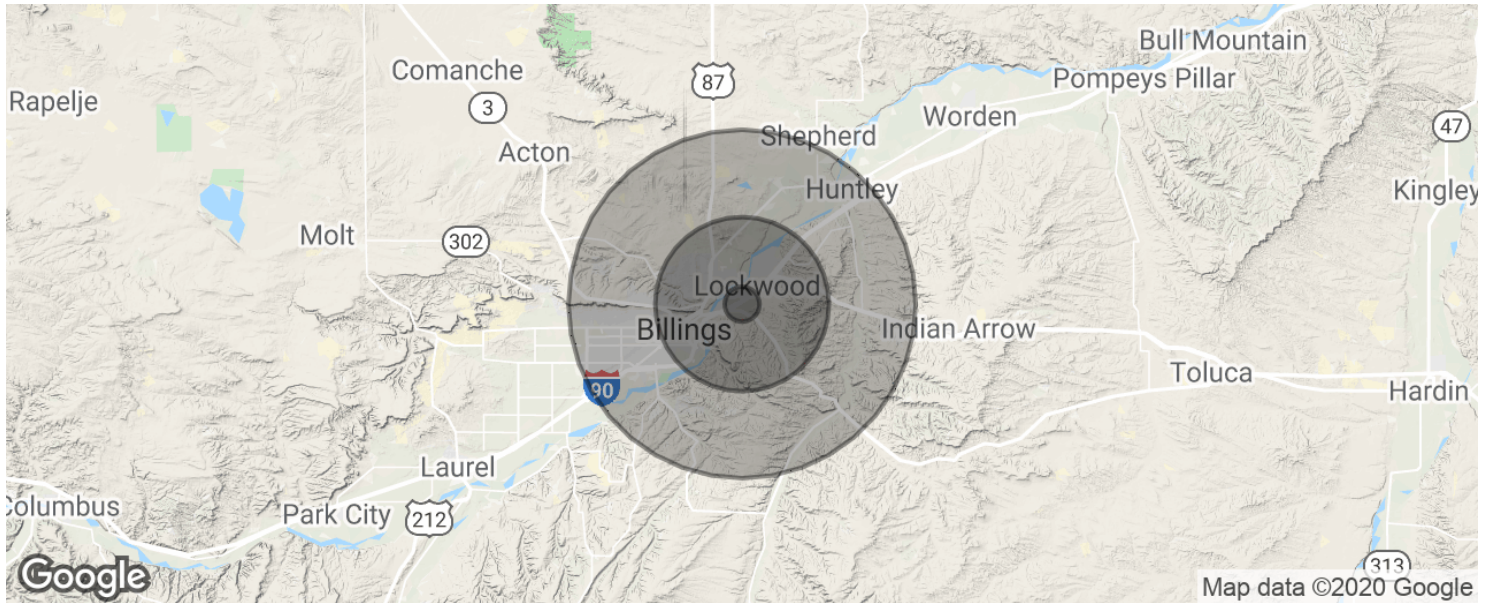 Bull Mountain
Comanche
87
Pompeys Pillar
Rapelje
3
Worden
47
Shepherd
Acton
Huntley
Kingley
Molt
302
Lockwood
Billings
Indian Arrow
Toluca
90
Hardin
Laurel
Columbus
Park City
212
313
Google
Map data ©2020 Google